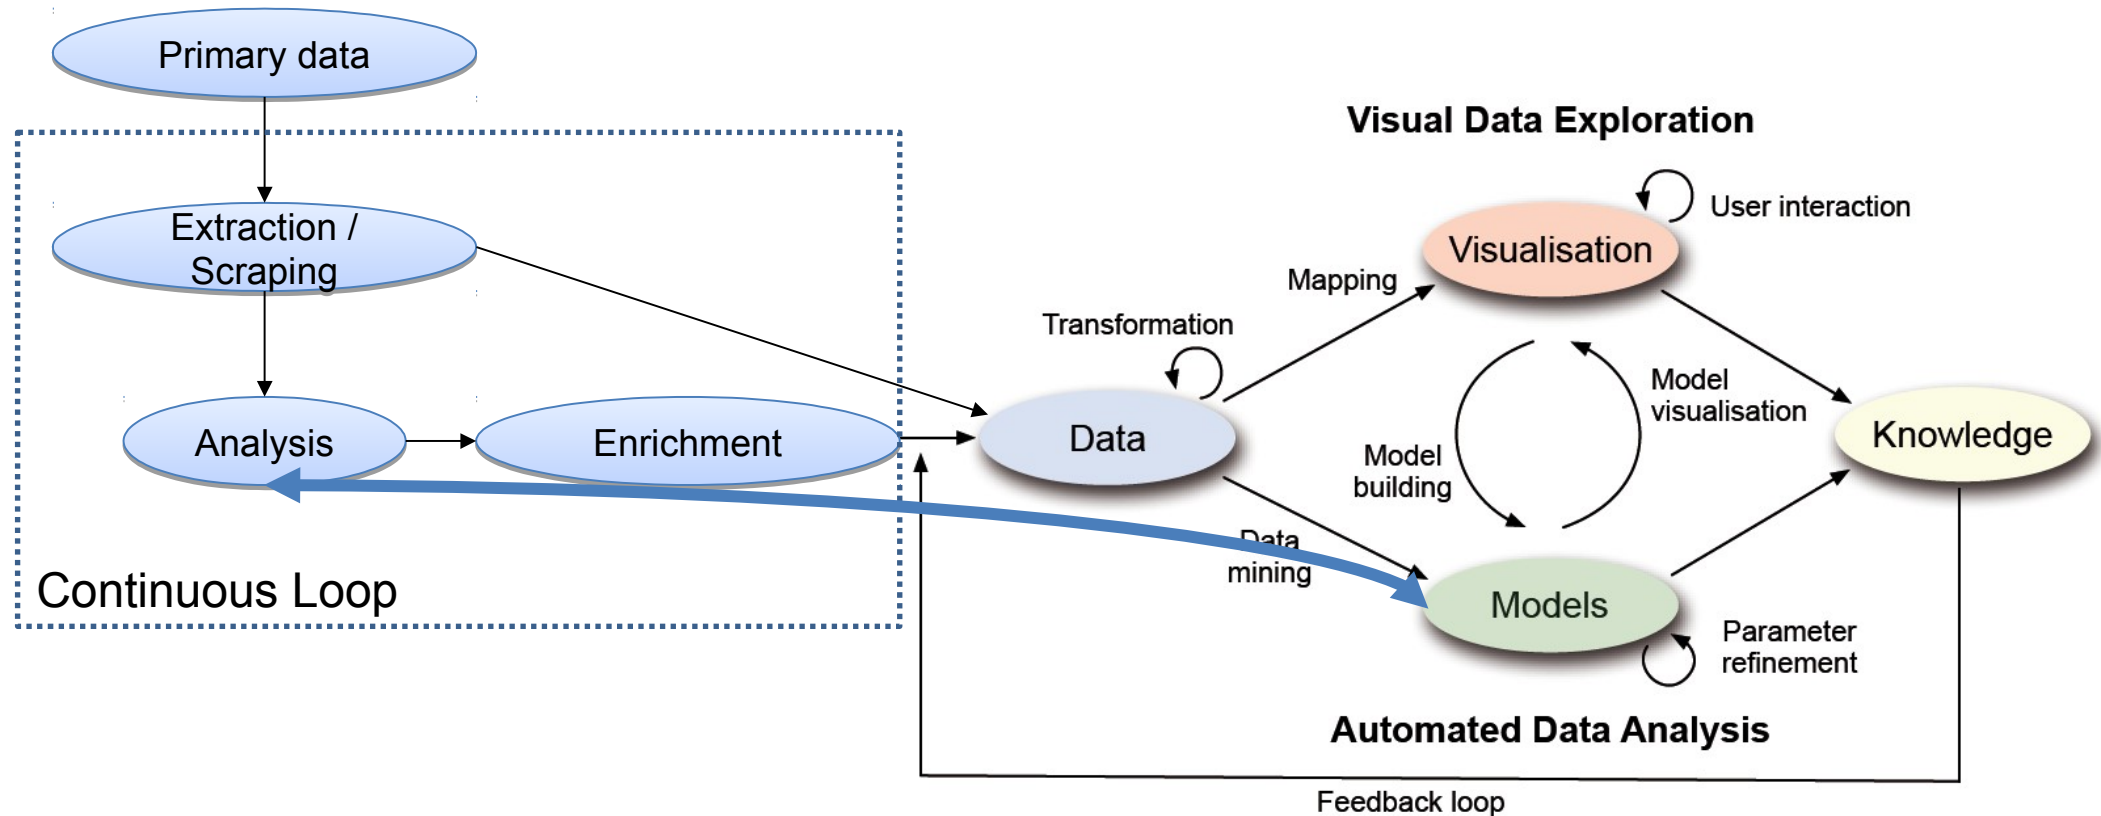 Primary data
Visual Data Exploration
Extraction /
Scraping
User interaction
Visualisation
Mapping
Transformation
Model
visualisation
Analysis
Enrichment
Data
Knowledge
Model
building
Data
mining
Continuous Loop
Models
Parameter
refinement
Automated Data Analysis
Feedback loop